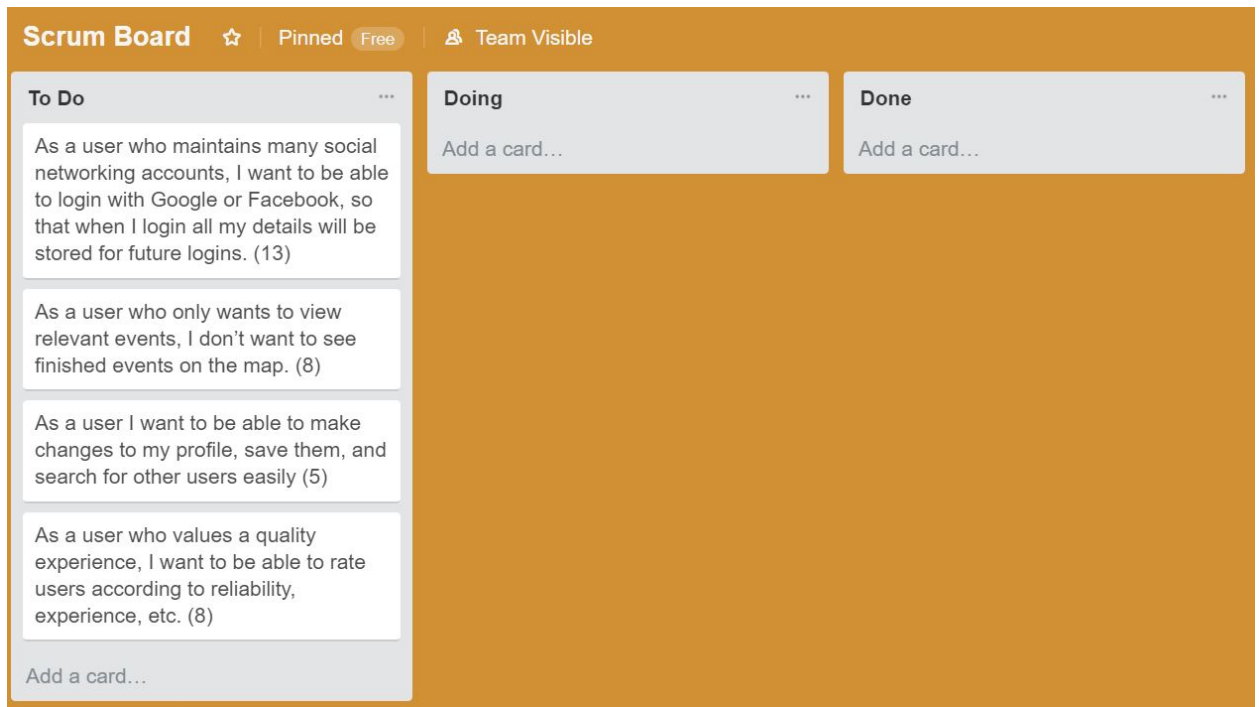 Scrum Board Pinned Free Team Visible
To Do
As a user who maintains many social
networking accounts, I want to be able
to login with Google or Facebook, so
that when I login all my details will be
stored for future logins. (13)
As a user who only wants to view
relevant events, I don’t want to see
finished events on the map. (8)
As a user I want to be able to make
changes to my profile, save them, and
search for other users easily (5)
As a user who values a quality
experience, I want to be able to rate
users according to reliability,
experience, etc. (8)
Add a card…
Doing
Add a card…
Done
Add a card…